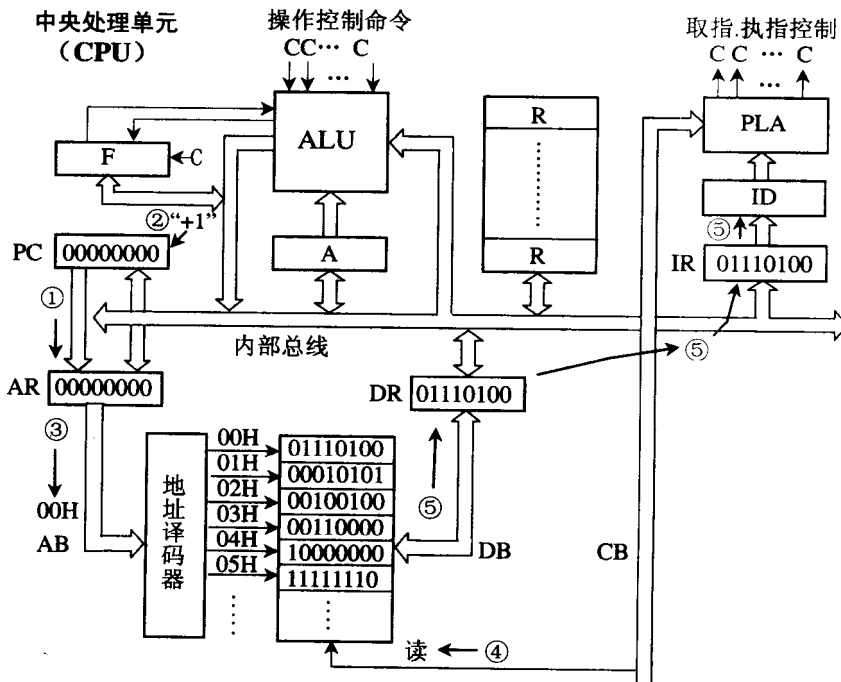 中央处理单元
（CPU）
操作控制命令
CC… C
…
取指.执指控制
C C … C
…
F
C
ALU
R
R
PLA
ID
②“+1”
PC
00000000
A
⑤
IR
01110100
①
内部总线
⑤
AR
00000000
DR
01110100
③
00H
AB
地址译码器
00H
01H
02H
03H
04H
05H
01110100
00010101
00100100
00110000
10000000
11111110
⑤
DB
CB
读
④